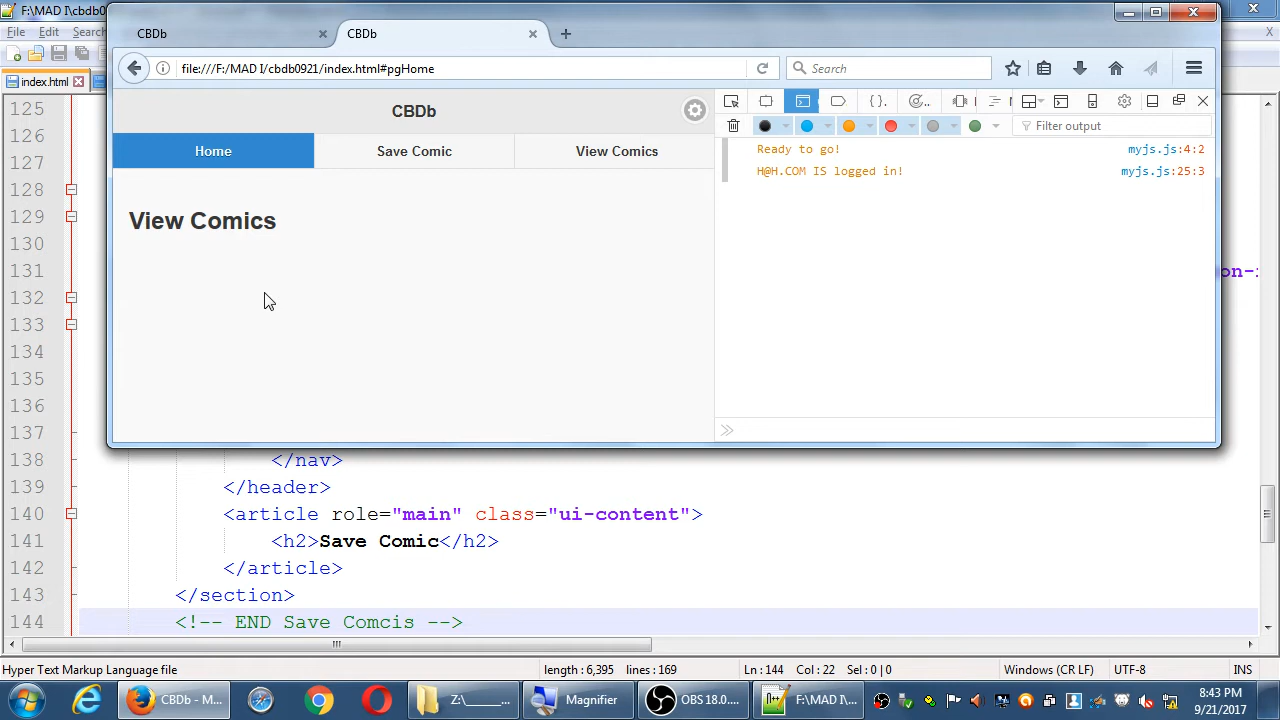 F:\MAD I\cbdb0
File Edit Search
index.html
CBDb
CBDb
file:///F:/MAD I/cbdb0921/index.html#pgHome
Search
CBDb
Home
Save Comic
View Comics
View Comics
Filter output
Ready to go! myjs.js:4:2
H@H.COM IS logged in! myjs.js:25:3
125
126
127
128
129
130
131
132
133
134
135
136
137
138 </nav>
139 </header>
140 <article role="main" class="ui-content">
141 <h2>Save Comic</h2>
142 </article>
143 </section>
144 <!-- END Save Comcis -->
Hyper Text Markup Language file length : 6,395 lines : 169 Ln : 144 Col : 22 Sel : 0 | 0 Windows (CR LF) UTF-8 INS
CBDb - M... Z:\______... Magnifier OBS 18.0.... F:\MAD I\...
8:43 PM
9/21/2017